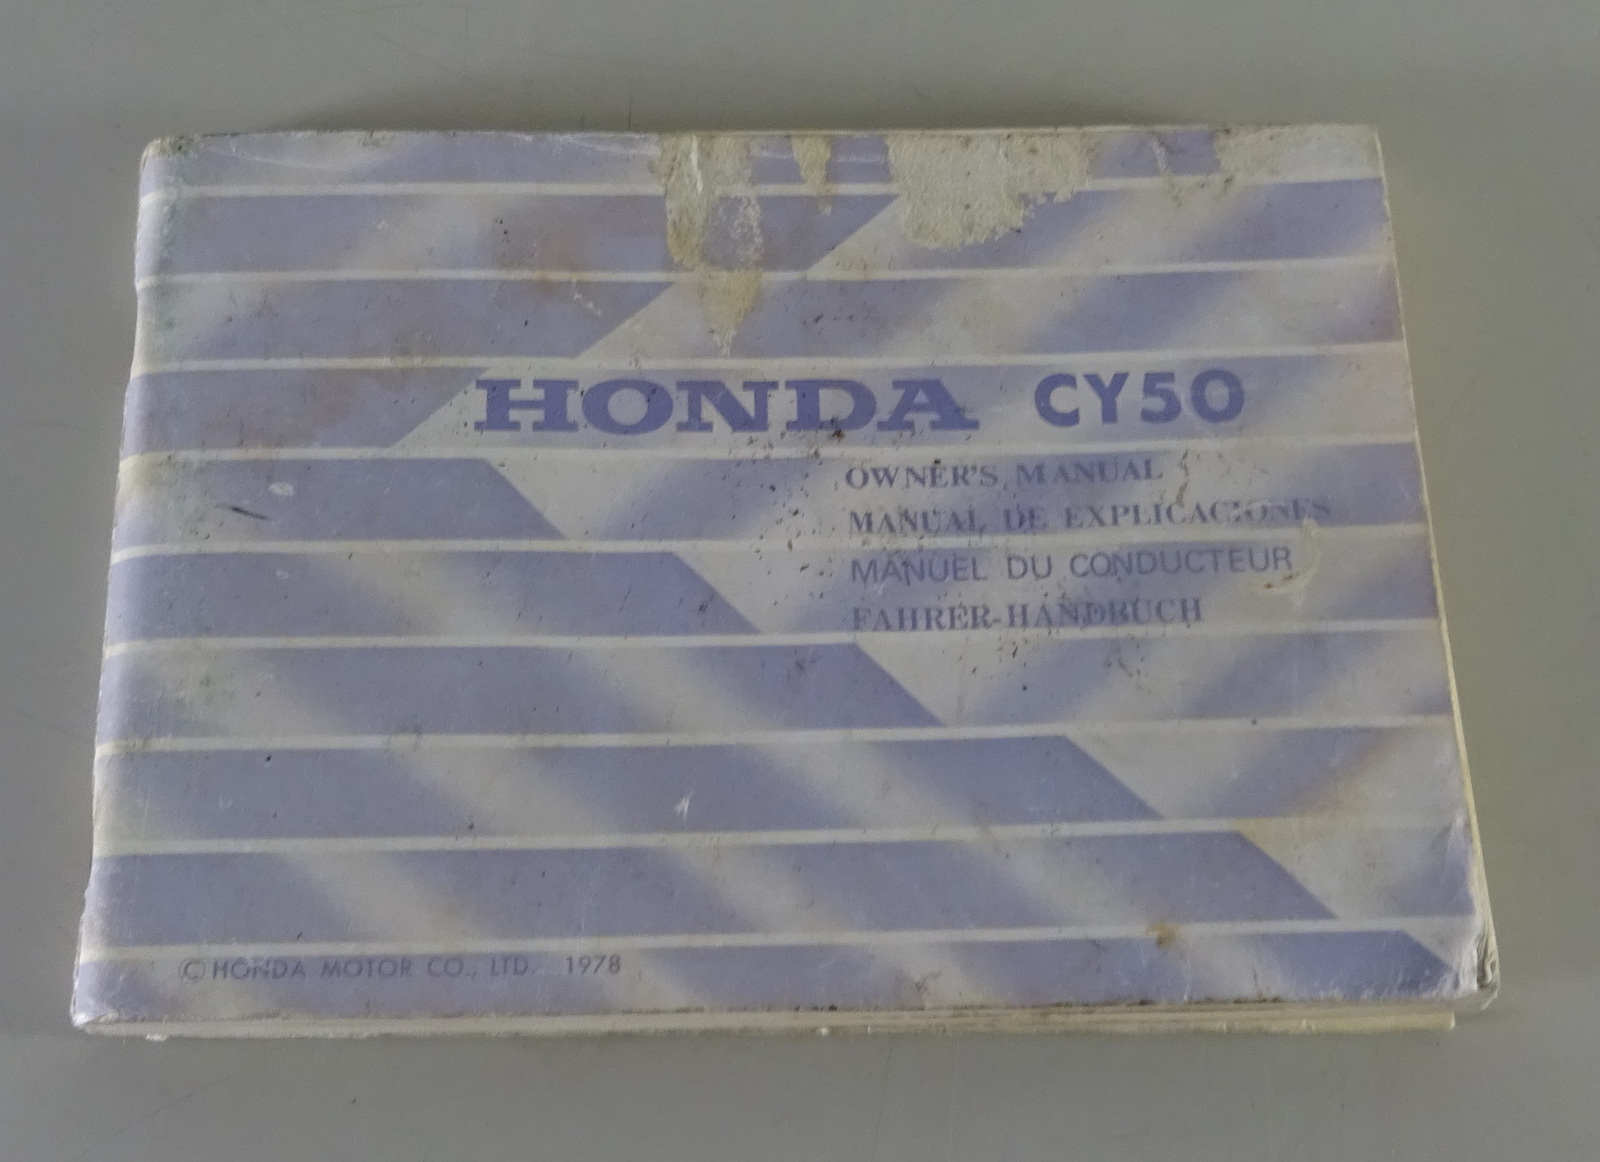 HONDA CY50
OWNER'S MANUAL
MANUAL DE EXPLICACIONES
MANUEL DU CONDUCTEUR
FAHRER-HANDBUCH
© HONDA MOTOR CO., LTD. 1978